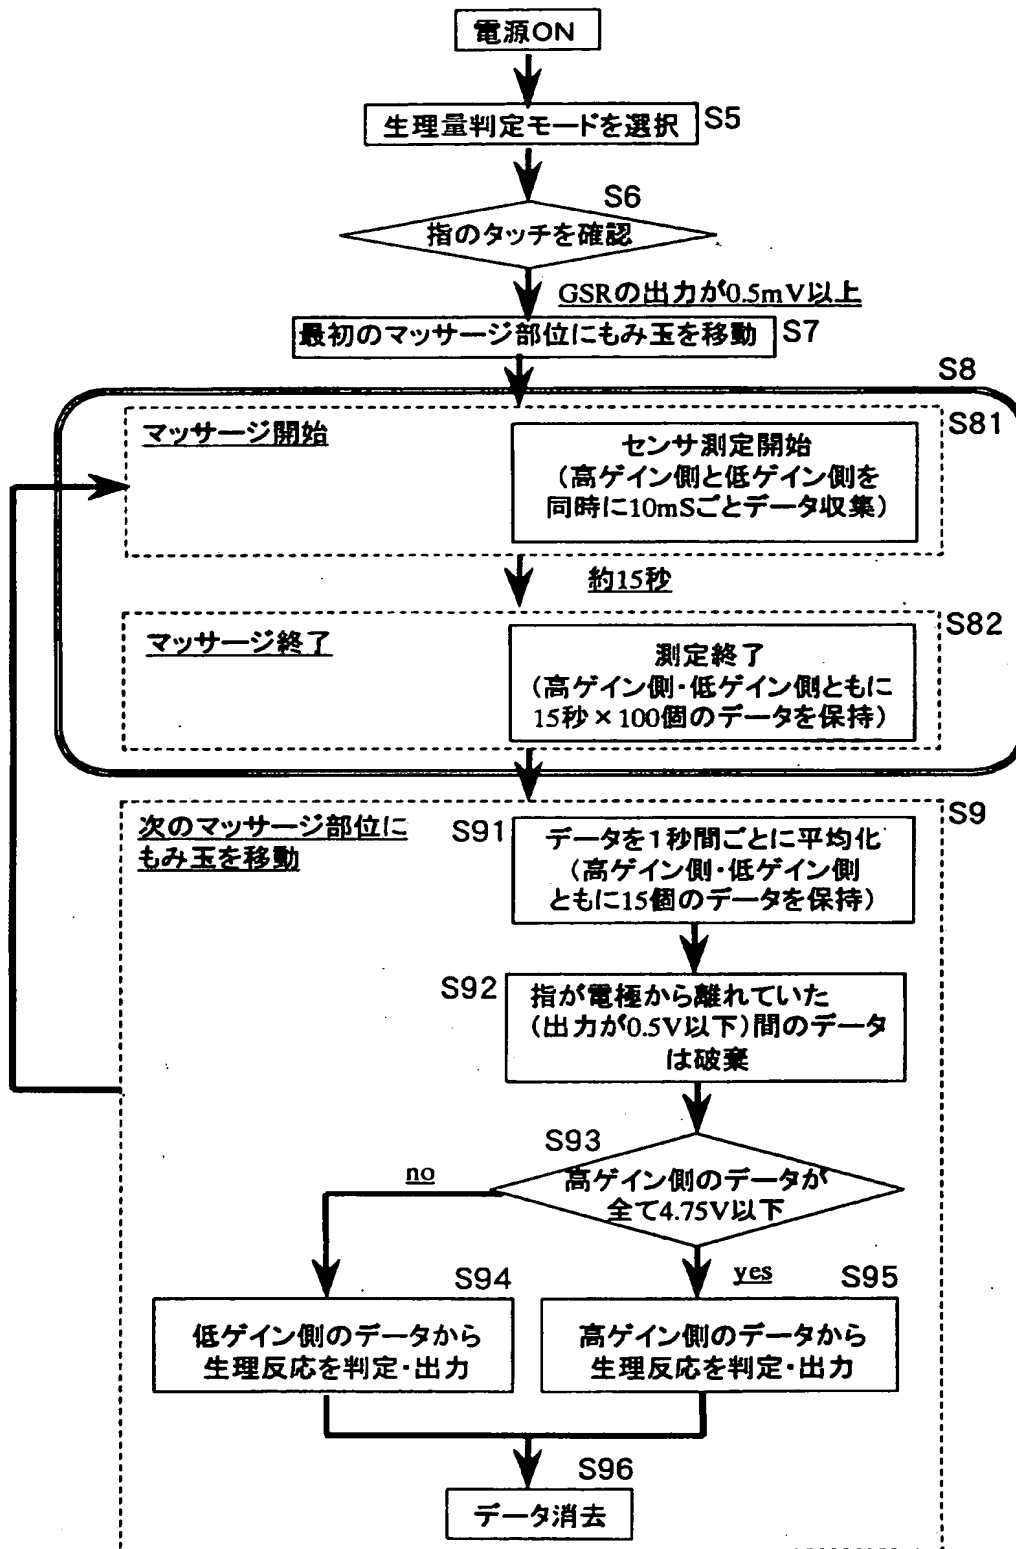 電源ON
生理量判定モードを選択
S5
S6
指のタッチを確認
GSRの出力が0.5mV以上
最初のマッサージ部位にもみ玉を移動
S7
S8
S81
マッサージ開始
センサ測定開始
(高ゲイン側と低ゲイン側を
同時に10mSごとデータ収集)
約15秒
S82
マッサージ終了
測定終了
(高ゲイン側・低ゲイン側ともに
15秒×100個のデータを保持)
S9
次のマッサージ部位に
もみ玉を移動
S91
データを1秒間ごとに平均化
(高ゲイン側・低ゲイン側
ともに15個のデータを保持)
S92
指が電極から離れていた
(出力が0.5V以下)間のデータ
は破棄
S93
高ゲイン側のデータが
全て4.75V以下
no
yes
S94
低ゲイン側のデータから
生理反応を判定・出力
S95
高ゲイン側のデータから
生理反応を判定・出力
S96
データ消去